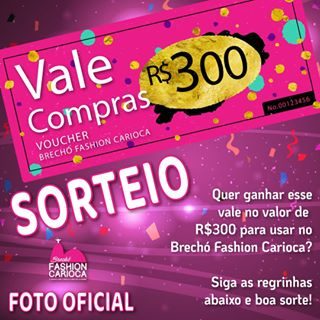 Vale
Compras
R$300
VOUCHER
BRECHÓ FASHION CARIOCA
No.00123456
SORTEIO
Quer ganhar esse
vale no valor de
R$300 para usar no
Brechó Fashion Carioca?
Siga as regrinhas
abaixo e boa sorte!
Brechó
FASHION
CARIOCA
FOTO OFICIAL